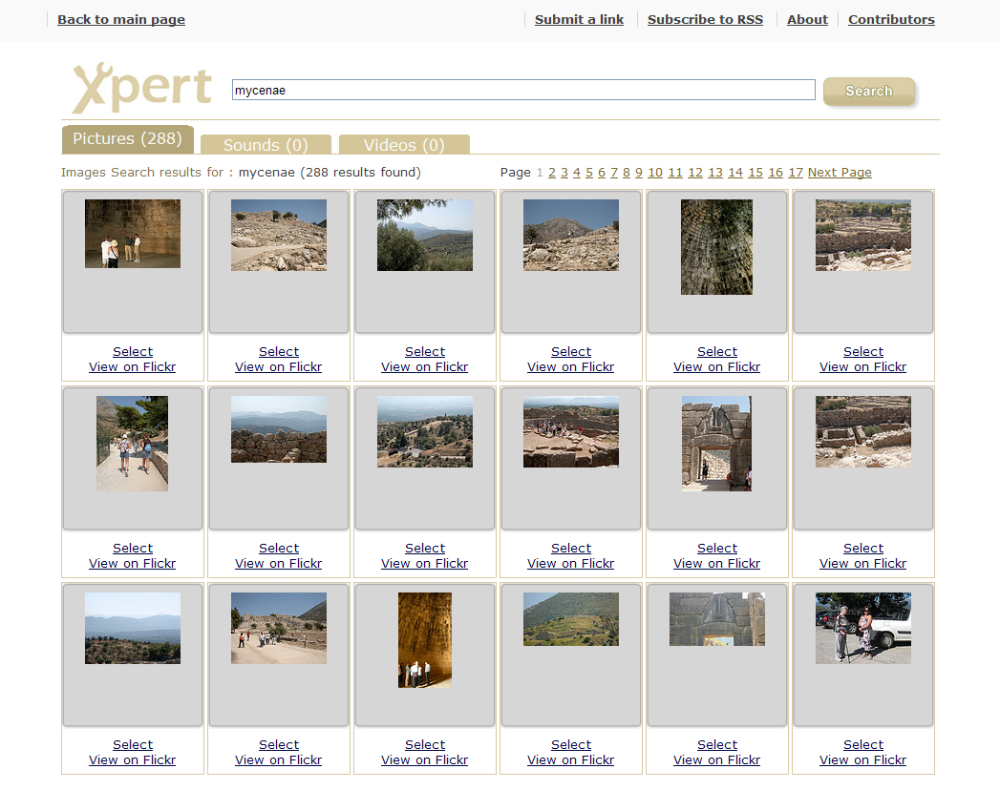 Back to main page Submit a link Subscribe to RSS About Contributors
Xpert mycenae Search
Pictures (288) Sounds (0) Videos (0)
Images Search results for : mycenae (288 results found) Page 1 2 3 4 5 6 7 8 9 10 11 12 13 14 15 16 17 Next Page
Select Select Select Select Select Select
View on Flickr View on Flickr View on Flickr View on Flickr View on Flickr View on Flickr
Select Select Select Select Select Select
View on Flickr View on Flickr View on Flickr View on Flickr View on Flickr View on Flickr
Select Select Select Select Select Select
View on Flickr View on Flickr View on Flickr View on Flickr View on Flickr View on Flickr